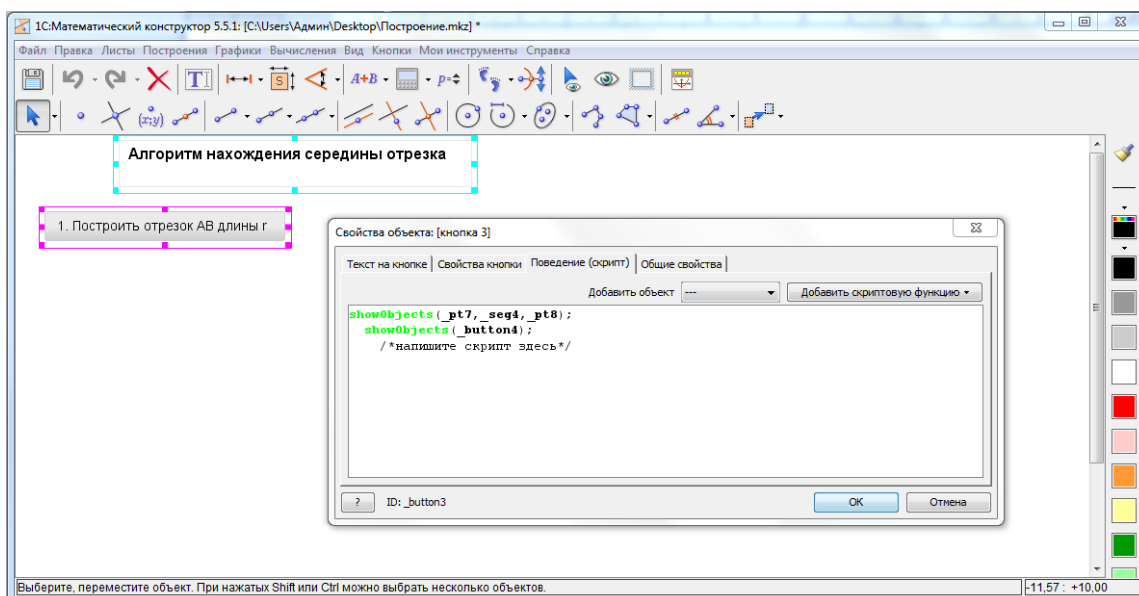 1С:Математический конструктор 5.5.1: [C:\Users\Админ\Desktop\Построение.mkz] *
Файл Правка Листы Построения Графики Вычисления Вид Кнопки Мои инструменты Справка
T S A+B p=
(x;y)
Алгоритм нахождения середины отрезка
1. Построить отрезок АВ длины r
Свойства объекта: [кнопка 3]
Текст на кнопке Свойства кнопки Поведение (скрипт) Общие свойства
Добавить объект --- Добавить скриптовую функцию
showObjects(_pt7,_seg4,_pt8);
showObjects(_button4);
/*напишите скрипт здесь*/
? ID: _button3 OK Отмена
Выберите, переместите объект. При нажатых Shift или Ctrl можно выбрать несколько объектов. -11,57 : +10,00